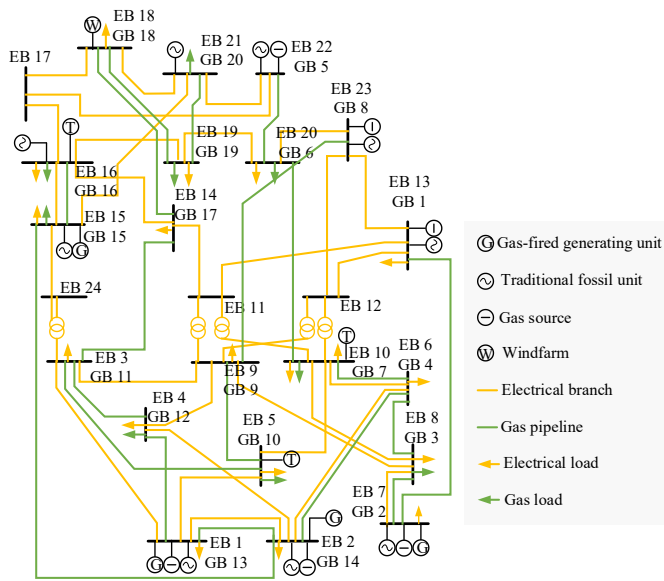 EB 18
GB 18
W
EB 21
GB 20
EB 22
GB 5
EB 17
EB 23
GB 8
T
EB 19
GB 19
EB 20
GB 6
EB 16
GB 16
EB 14
GB 17
EB 13
GB 1
EB 15
GB 15
G
EB 24
EB 11
EB 12
T
EB 3
GB 11
EB 9
GB 9
EB 10
GB 7
EB 6
GB 4
EB 4
GB 12
EB 5
GB 10
T
EB 8
GB 3
EB 7
GB 2
G
G
EB 1
GB 13
G
EB 2
GB 14
G Gas-fired generating unit
Traditional fossil unit
Gas source
W Windfarm
Electrical branch
Gas pipeline
Electrical load
Gas load